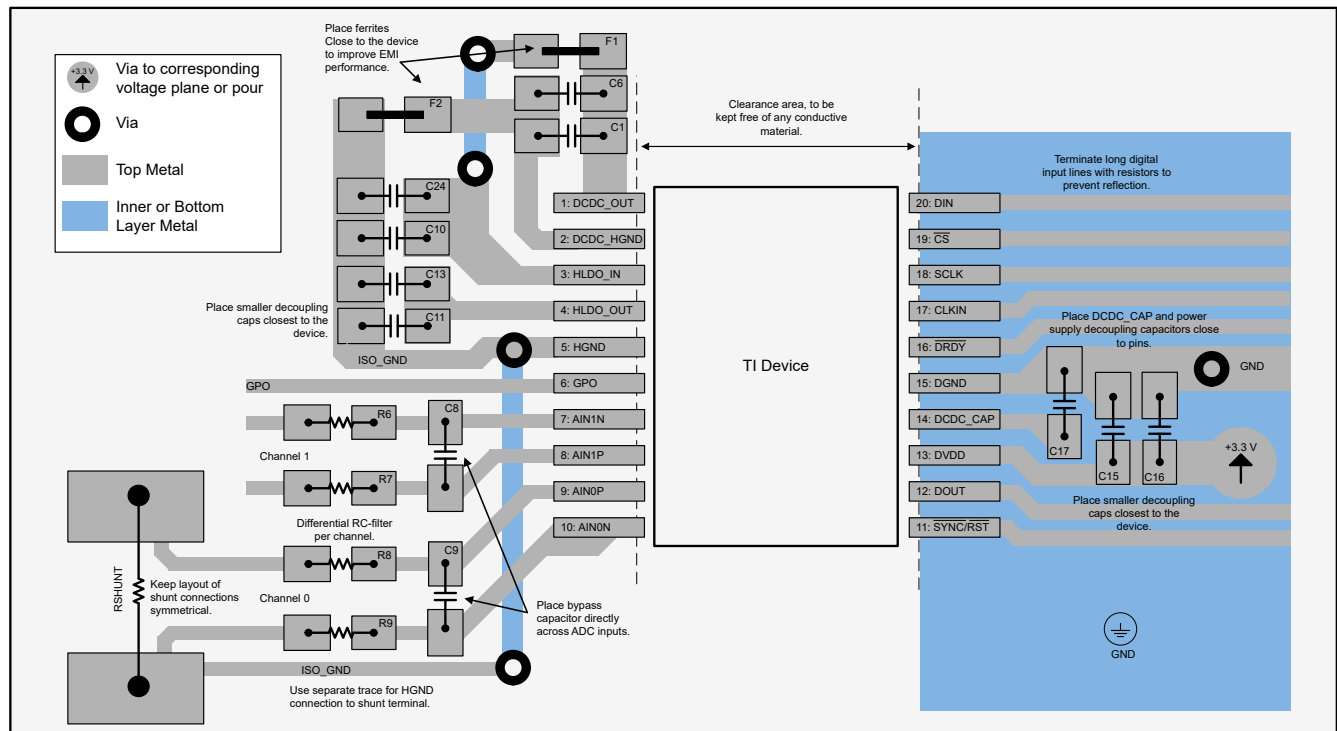 +3.3 V
Via to corresponding
voltage plane or pour
Via
Top Metal
Inner or Bottom
Layer Metal
Place ferrites
Close to the device
to improve EMI
performance.
F1
F2
C6
C1
C24
C10
C13
C11
Place smaller decoupling
caps closest to the
device.
ISO_GND
GPO
Clearance area, to be
kept free of any conductive
material.
1: DCDC_OUT
2: DCDC_HGND
3: HLDO_IN
4: HLDO_OUT
5: HGND
6: GPO
7: AIN1N
8: AIN1P
9: AIN0P
10: AIN0N
TI Device
20: DIN
19: CS
18: SCLK
17: CLKIN
16: DRDY
15: DGND
14: DCDC_CAP
13: DVDD
12: DOUT
11: SYNC/RST
Terminate long digital
input lines with resistors to
prevent reflection.
Place DCDC_CAP and power
supply decoupling capacitors close
to pins.
GND
C17
C15
C16
+3.3 V
Place smaller decoupling
caps closest to the
device.
GND
R6
C8
Channel 1
R7
Differential RC-filter
per channel.
R8
C9
Channel 0
R9
RSHUNT
Keep layout of
shunt connections
symmetrical.
Place bypass
capacitor directly
across ADC inputs.
ISO_GND
Use separate trace for HGND
connection to shunt terminal.